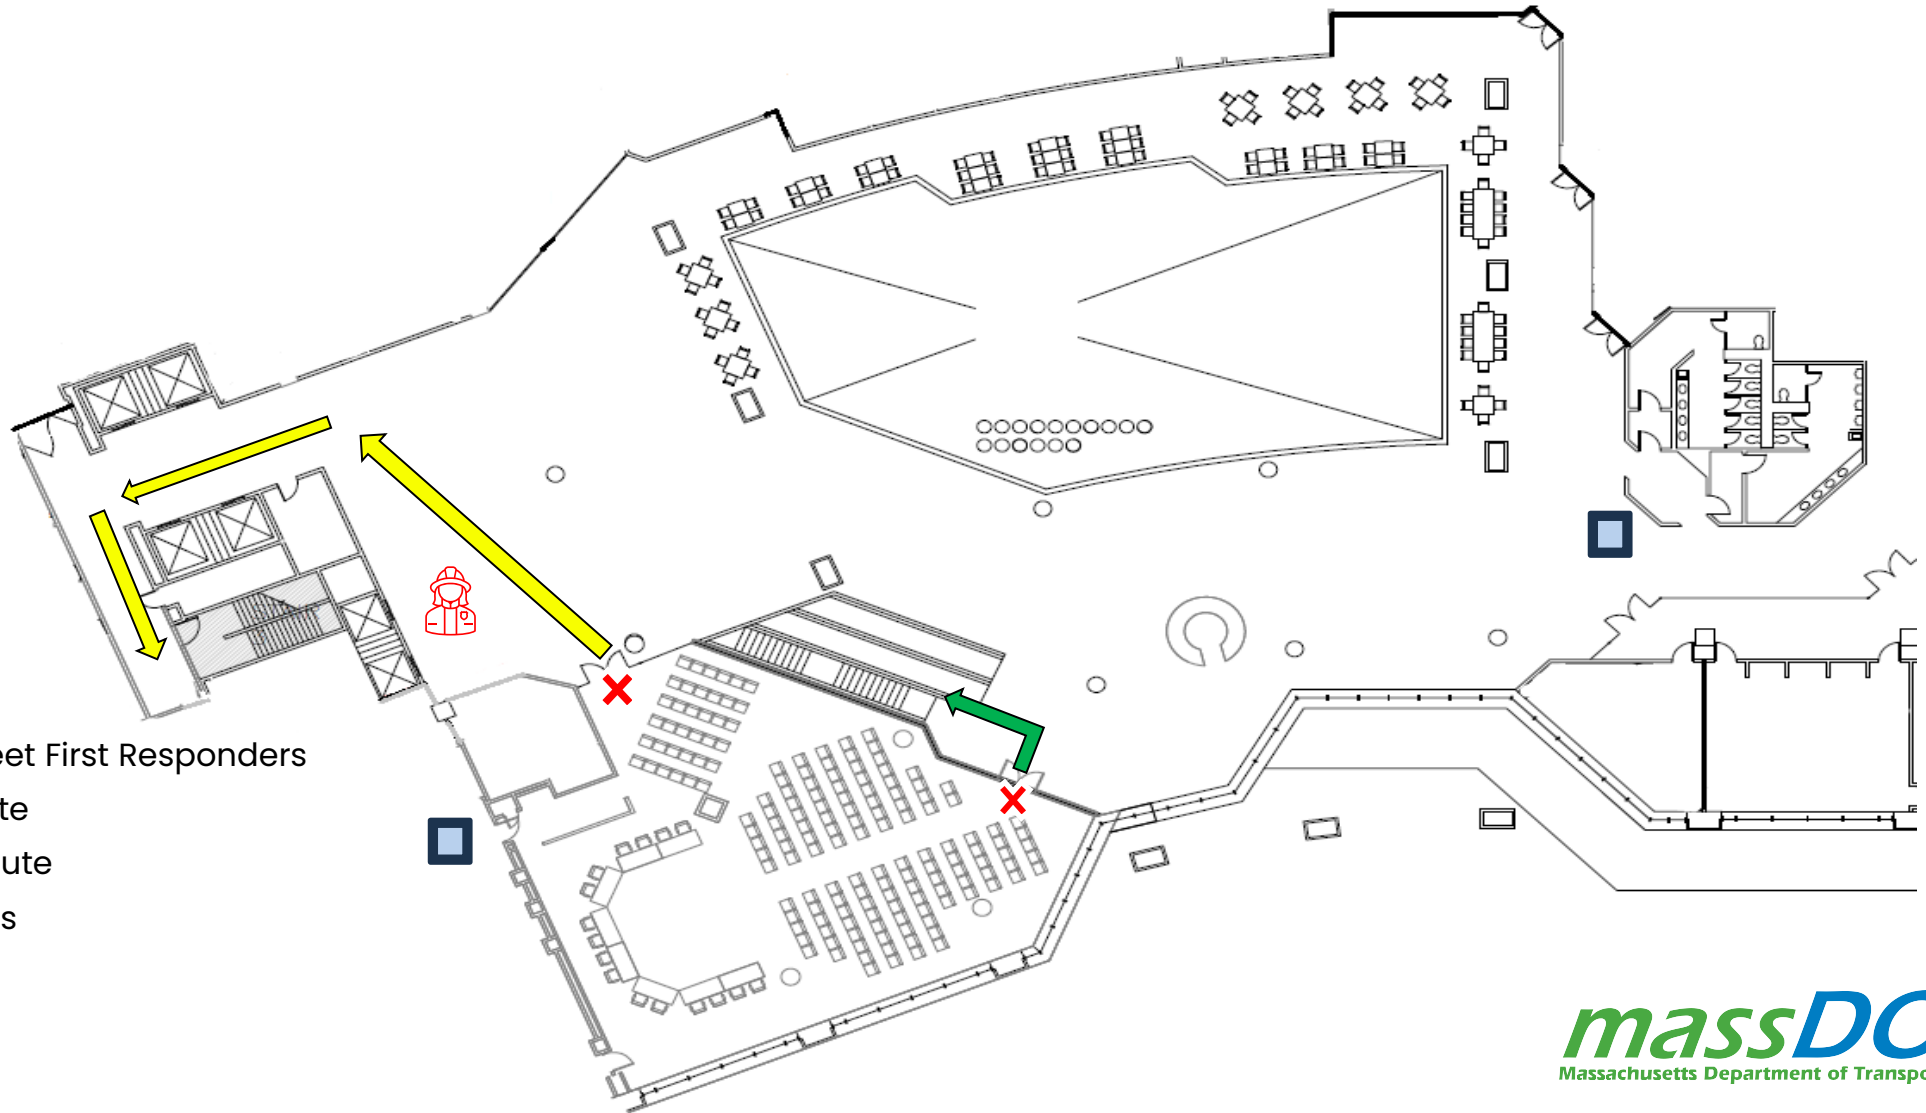 eet First Responders
te
ute
s
massDO
Massachusetts Department of Transpo